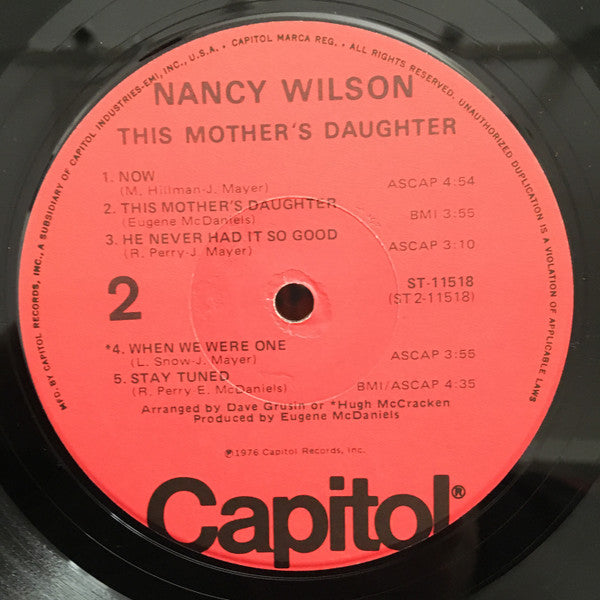 MFD. BY CAPITOL RECORDS, INC., A SUBSIDIARY OF CAPITOL INDUSTRIES-EMI, INC., U.S.A. • CAPITOL MARCA REG. • ALL RIGHTS RESERVED. UNAUTHORIZED DUPLICATION IS A VIOLATION OF APPLICABLE LAWS
NANCY WILSON
THIS MOTHER'S DAUGHTER
1. NOW
(M. Hillman-J. Mayer) ASCAP 4:54
2. THIS MOTHER'S DAUGHTER
(Eugene McDaniels) BMI 3:55
3. HE NEVER HAD IT SO GOOD
(R. Perry-J. Mayer) ASCAP 3:10
2
ST-11518
(ST2-11518)
*4. WHEN WE WERE ONE
(L. Snow-J. Mayer) ASCAP 3:55
5. STAY TUNED
(R. Perry-E. McDaniels) BMI/ASCAP 4:35
Arranged by Dave Grusin or *Hugh McCracken
Produced by Eugene McDaniels
℗1976 Capitol Records, Inc.
Capitol®